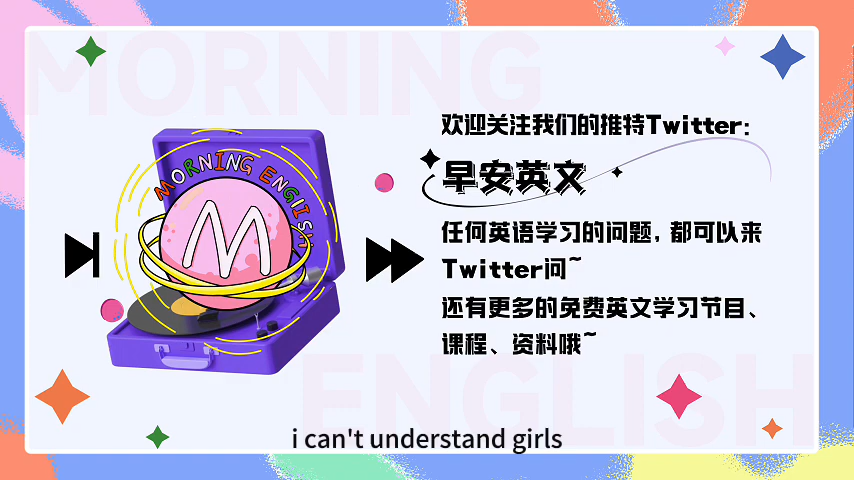 MORNING
MORNING ENGLISH
M
欢迎关注我们的推特Twitter:
早安英文
任何英语学习的问题, 都可以来
Twitter问~
还有更多的免费英文学习节目、
课程、资料哦~
ENGLISH
i can't understand girls